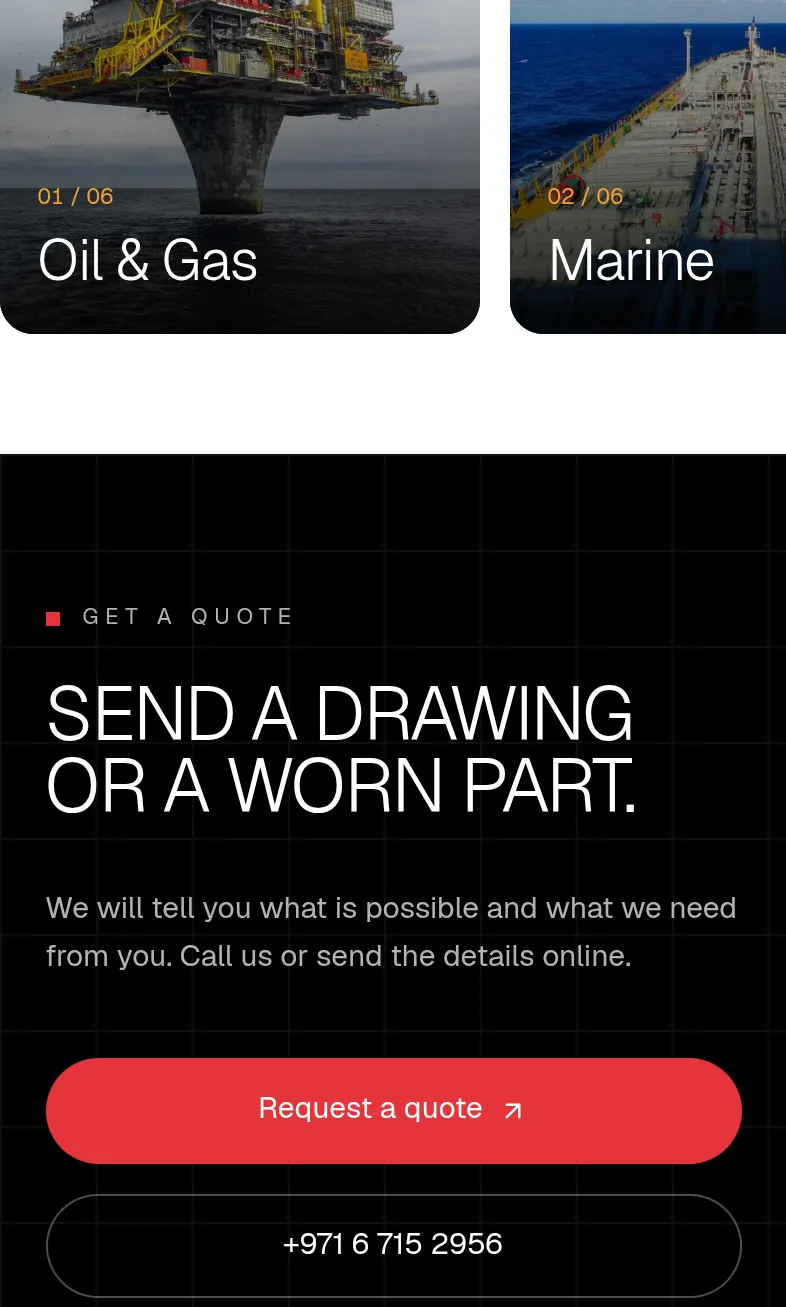 01 / 06
Oil & Gas
02 / 06
Marine
GET A QUOTE
SEND A DRAWING
OR A WORN PART.
We will tell you what is possible and what we need
from you. Call us or send the details online.
Request a quote ↗
+971 6 715 2956